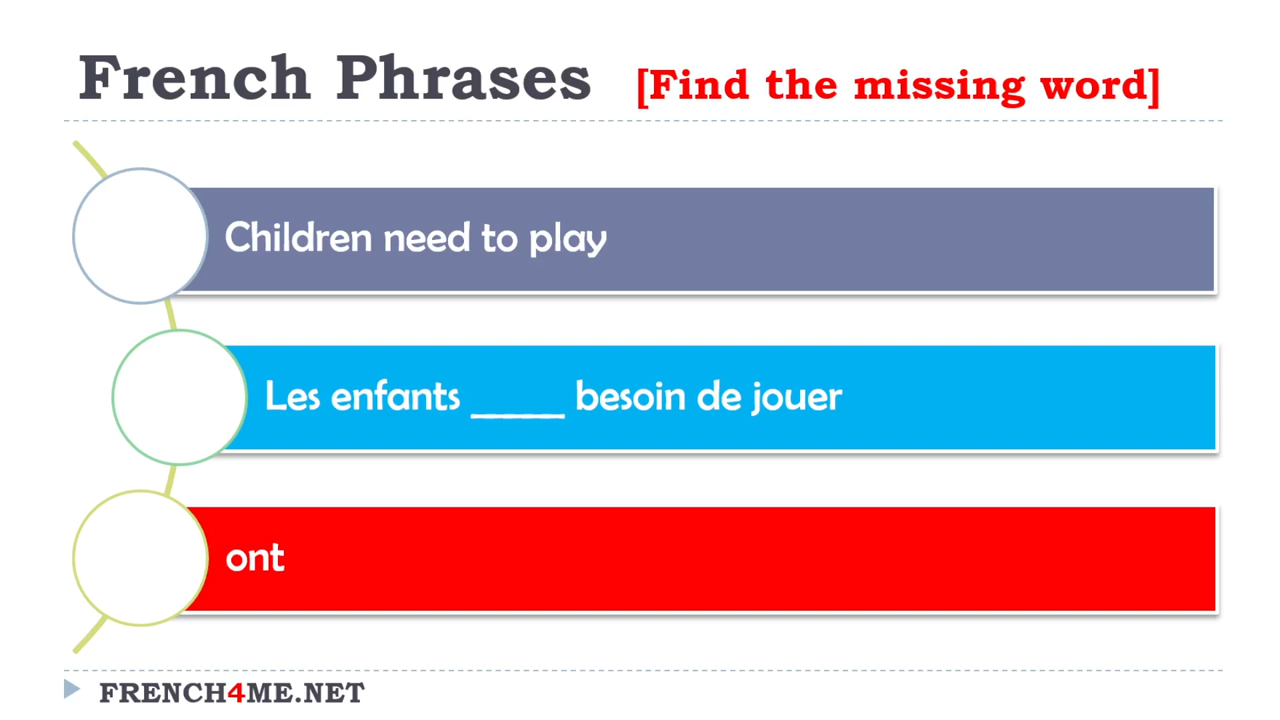 French Phrases [Find the missing word]
Children need to play
Les enfants _____ besoin de jouer
ont
FRENCH4ME.NET